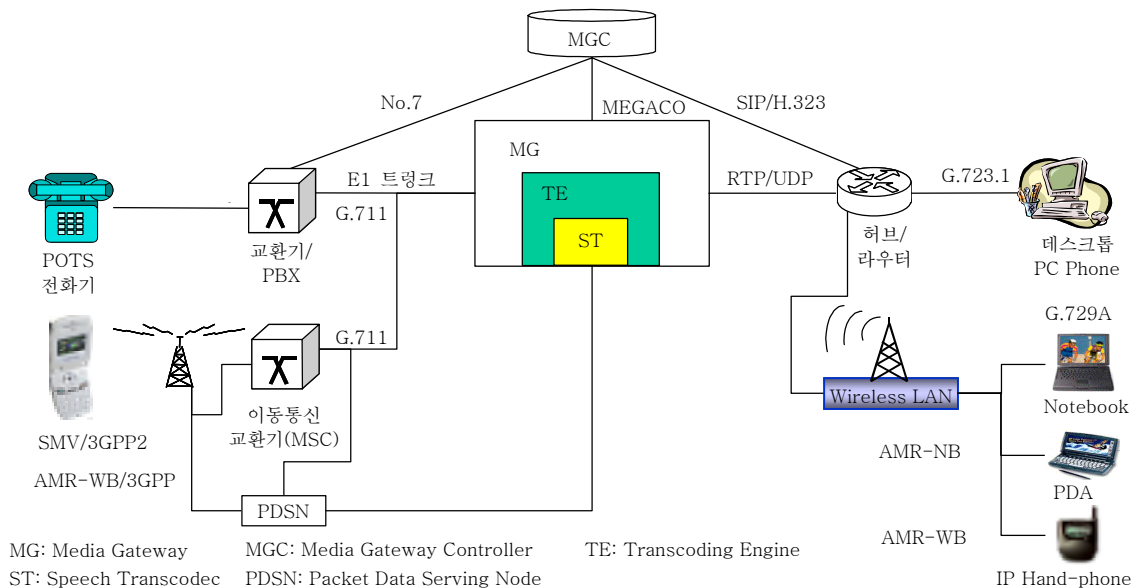 MGC
No.7
SIP/H.323
MEGACO
MG
E1 트렁크
TE
RTP/UDP
G.723.1
G.711
ST
교환기/
PBX
허브/
라우터
데스크톱
PC Phone
POTS
전화기
G.711
G.729A
이동통신
교환기(MSC)
Wireless LAN
Notebook
SMV/3GPP2
AMR-WB/3GPP
AMR-NB
PDA
PDSN
AMR-WB
IP Hand-phone
MG: Media Gateway
MGC: Media Gateway Controller
TE: Transcoding Engine
ST: Speech Transcodec
PDSN: Packet Data Serving Node